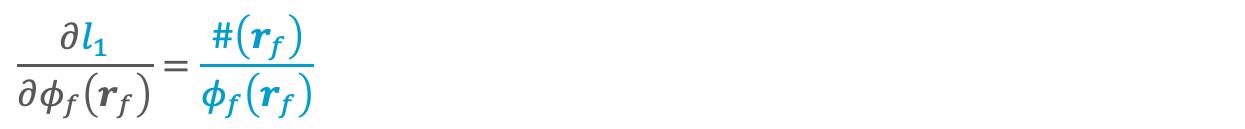 ∂l₁/∂ϕ_f(r_f) = #(r_f)/ϕ_f(r_f)